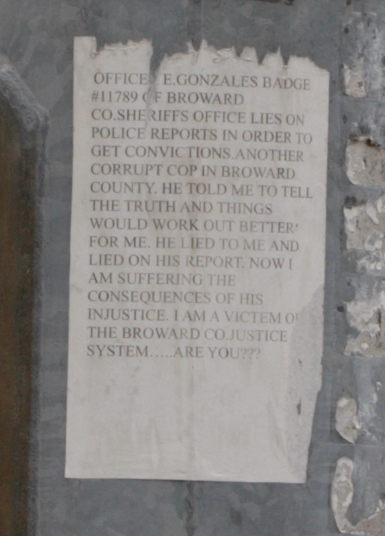 OFFICE E.GONZALES BADGE
#11789 OF BROWARD
CO.SHERIFFS OFFICE LIES ON
POLICE REPORTS IN ORDER TO
GET CONVICTIONS.ANOTHER
CORRUPT COP IN BROWARD
COUNTY. HE TOLD ME TO TELL
THE TRUTH AND THINGS
WOULD WORK OUT BETTER
FOR ME. HE LIED TO ME AND
LIED ON HIS REPORT. NOW I
AM SUFFERING THE
CONSEQUENCES OF HIS
INJUSTICE. I AM A VICTEM OF
THE BROWARD CO.JUSTICE
SYSTEM.....ARE YOU???